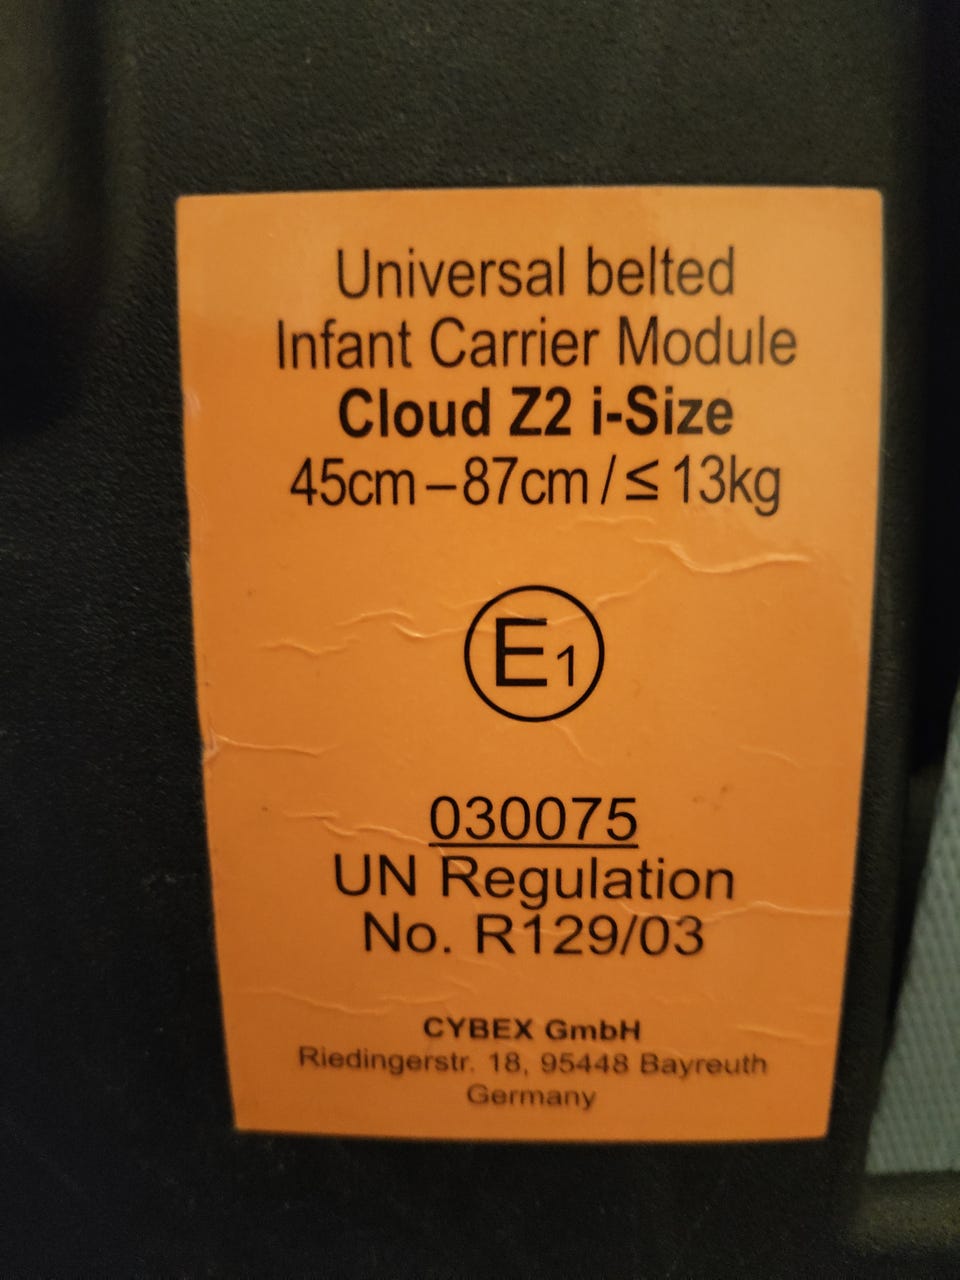 Universal belted
Infant Carrier Module
Cloud Z2 i-Size
45cm – 87cm / ≤ 13kg
E1
030075
UN Regulation
No. R129/03
CYBEX GmbH
Riedingerstr. 18, 95448 Bayreuth
Germany